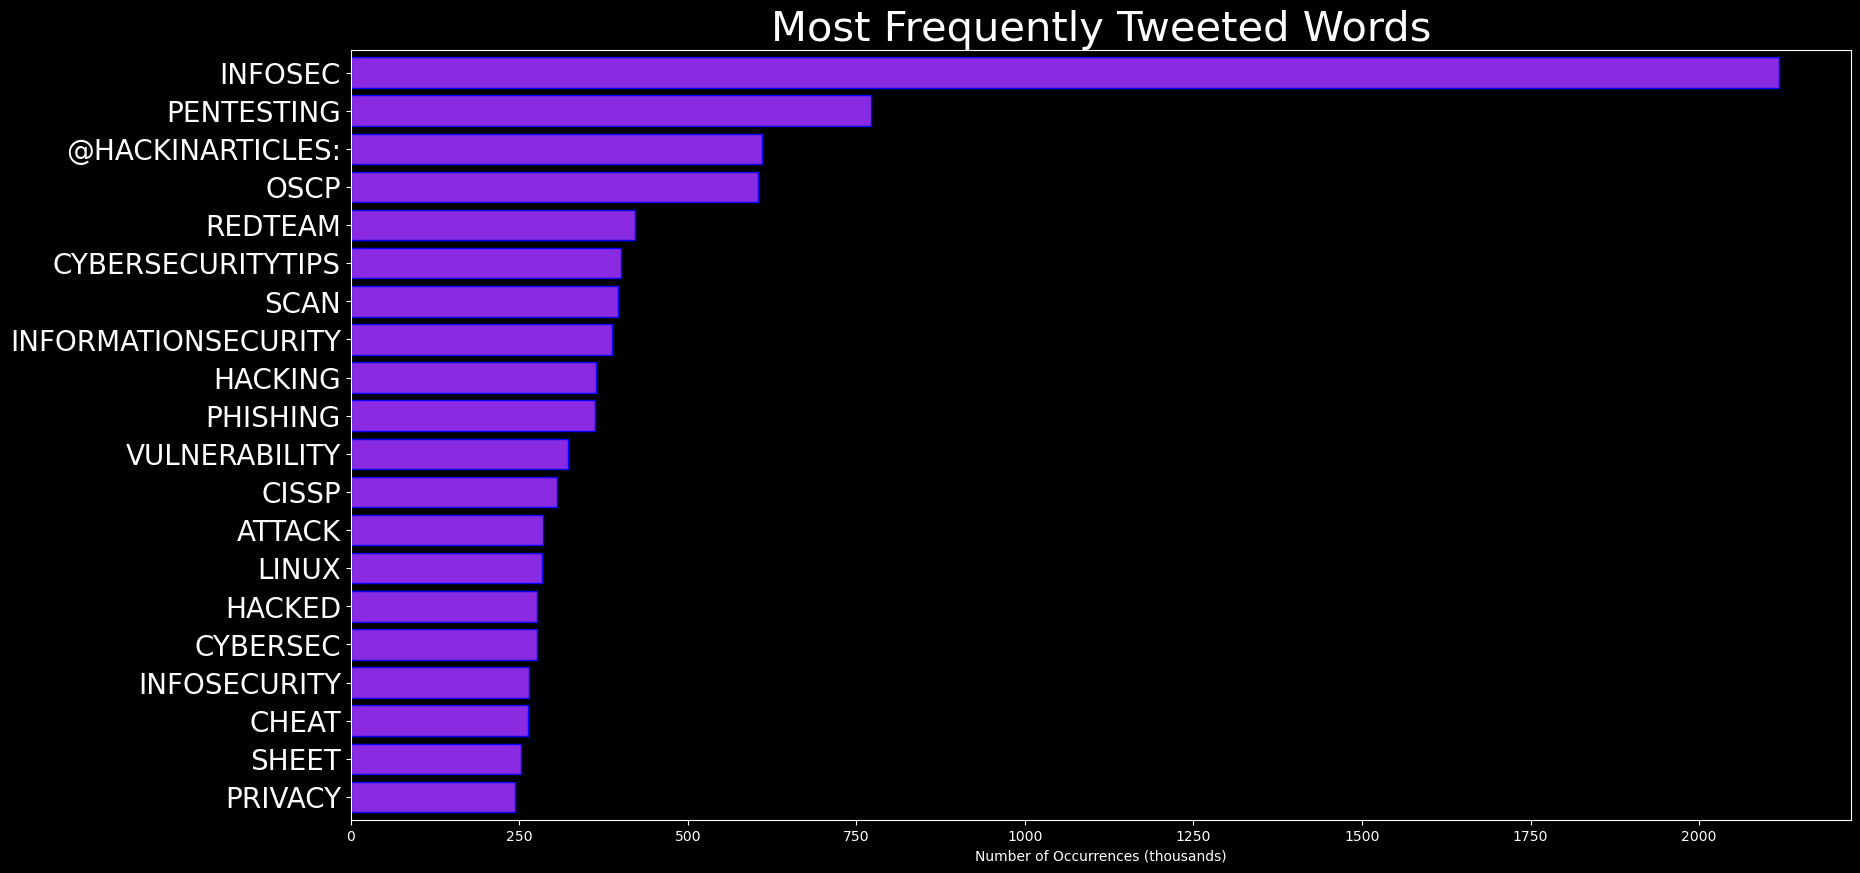 Most Frequently Tweeted Words
INFOSEC
PENTESTING
@HACKINARTICLES:
OSCP
REDTEAM
CYBERSECURITYTIPS
SCAN
INFORMATIONSECURITY
HACKING
PHISHING
VULNERABILITY
CISSP
ATTACK
LINUX
HACKED
CYBERSEC
INFOSECURITY
CHEAT
SHEET
PRIVACY
0 250 500 750 1000 1250 1500 1750 2000
Number of Occurrences (thousands)